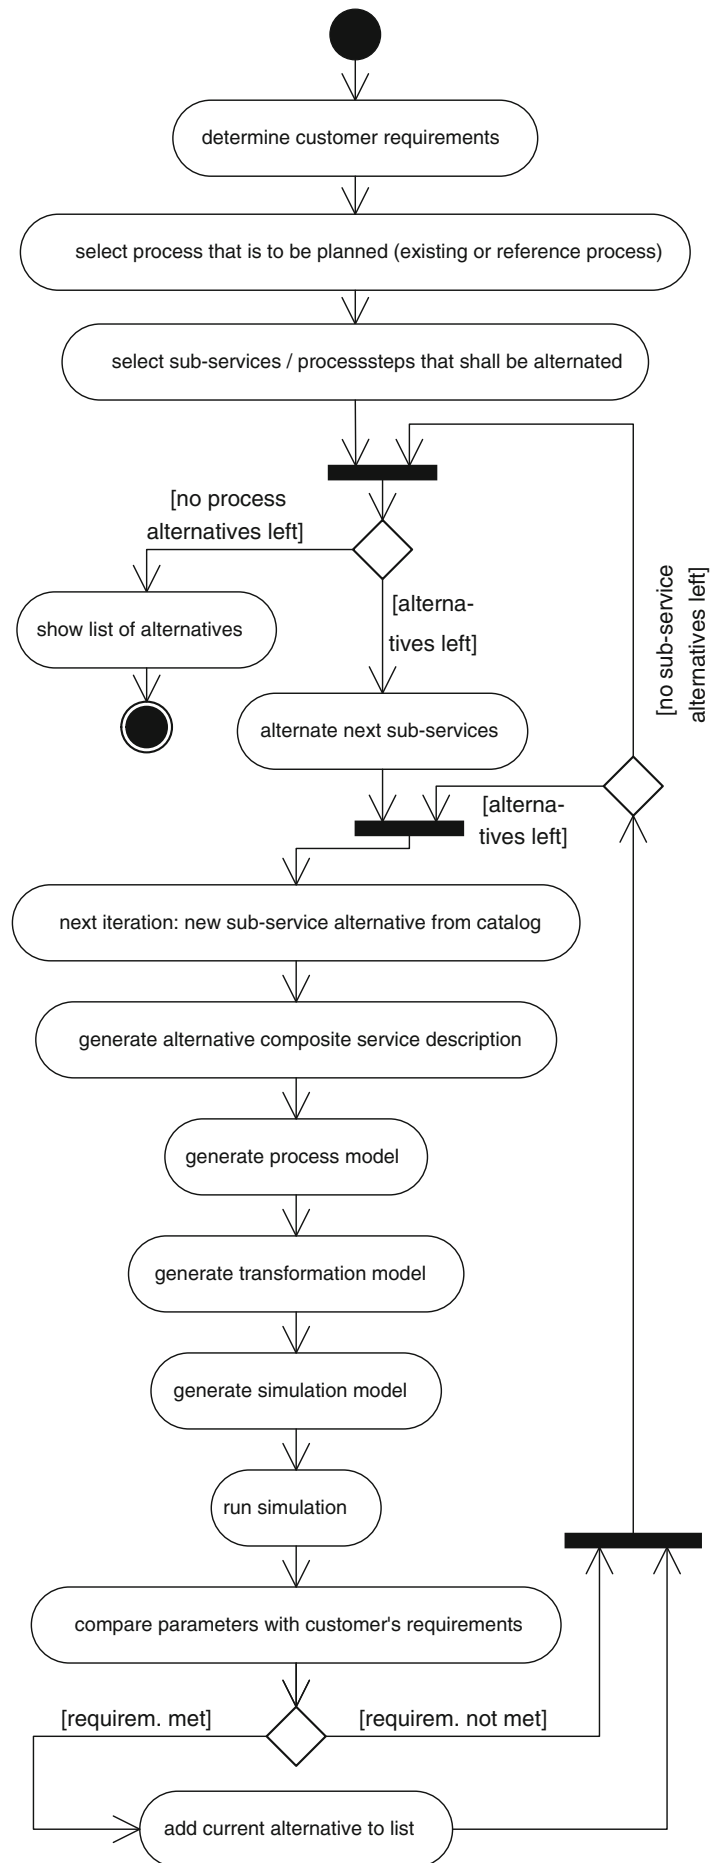 determine customer requirements
select process that is to be planned (existing or reference process)
select sub-services / processsteps that shall be alternated
[no process
alternatives left]
show list of alternatives
[alterna-
tives left]
alternate next sub-services
[no sub-service
alternatives left]
[alterna-
tives left]
next iteration: new sub-service alternative from catalog
generate alternative composite service description
generate process model
generate transformation model
generate simulation model
run simulation
compare parameters with customer's requirements
[requirem. met]
[requirem. not met]
add current alternative to list